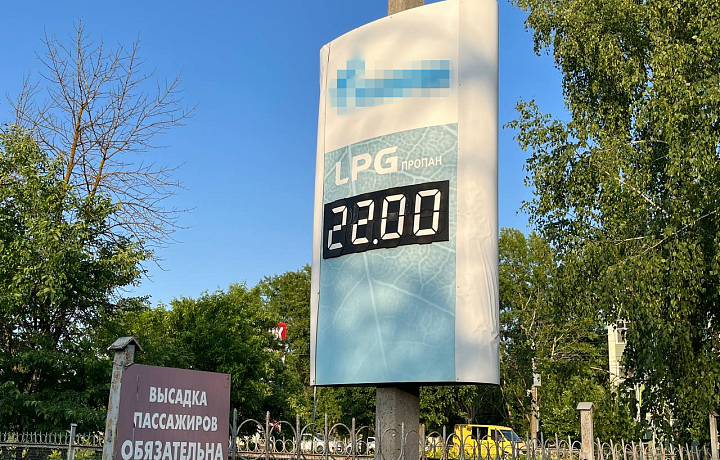 LPG ПРОПАН
22.00
ВЫСАДКА
ПАССАЖИРОВ
ОБЯЗАТЕЛЬНА